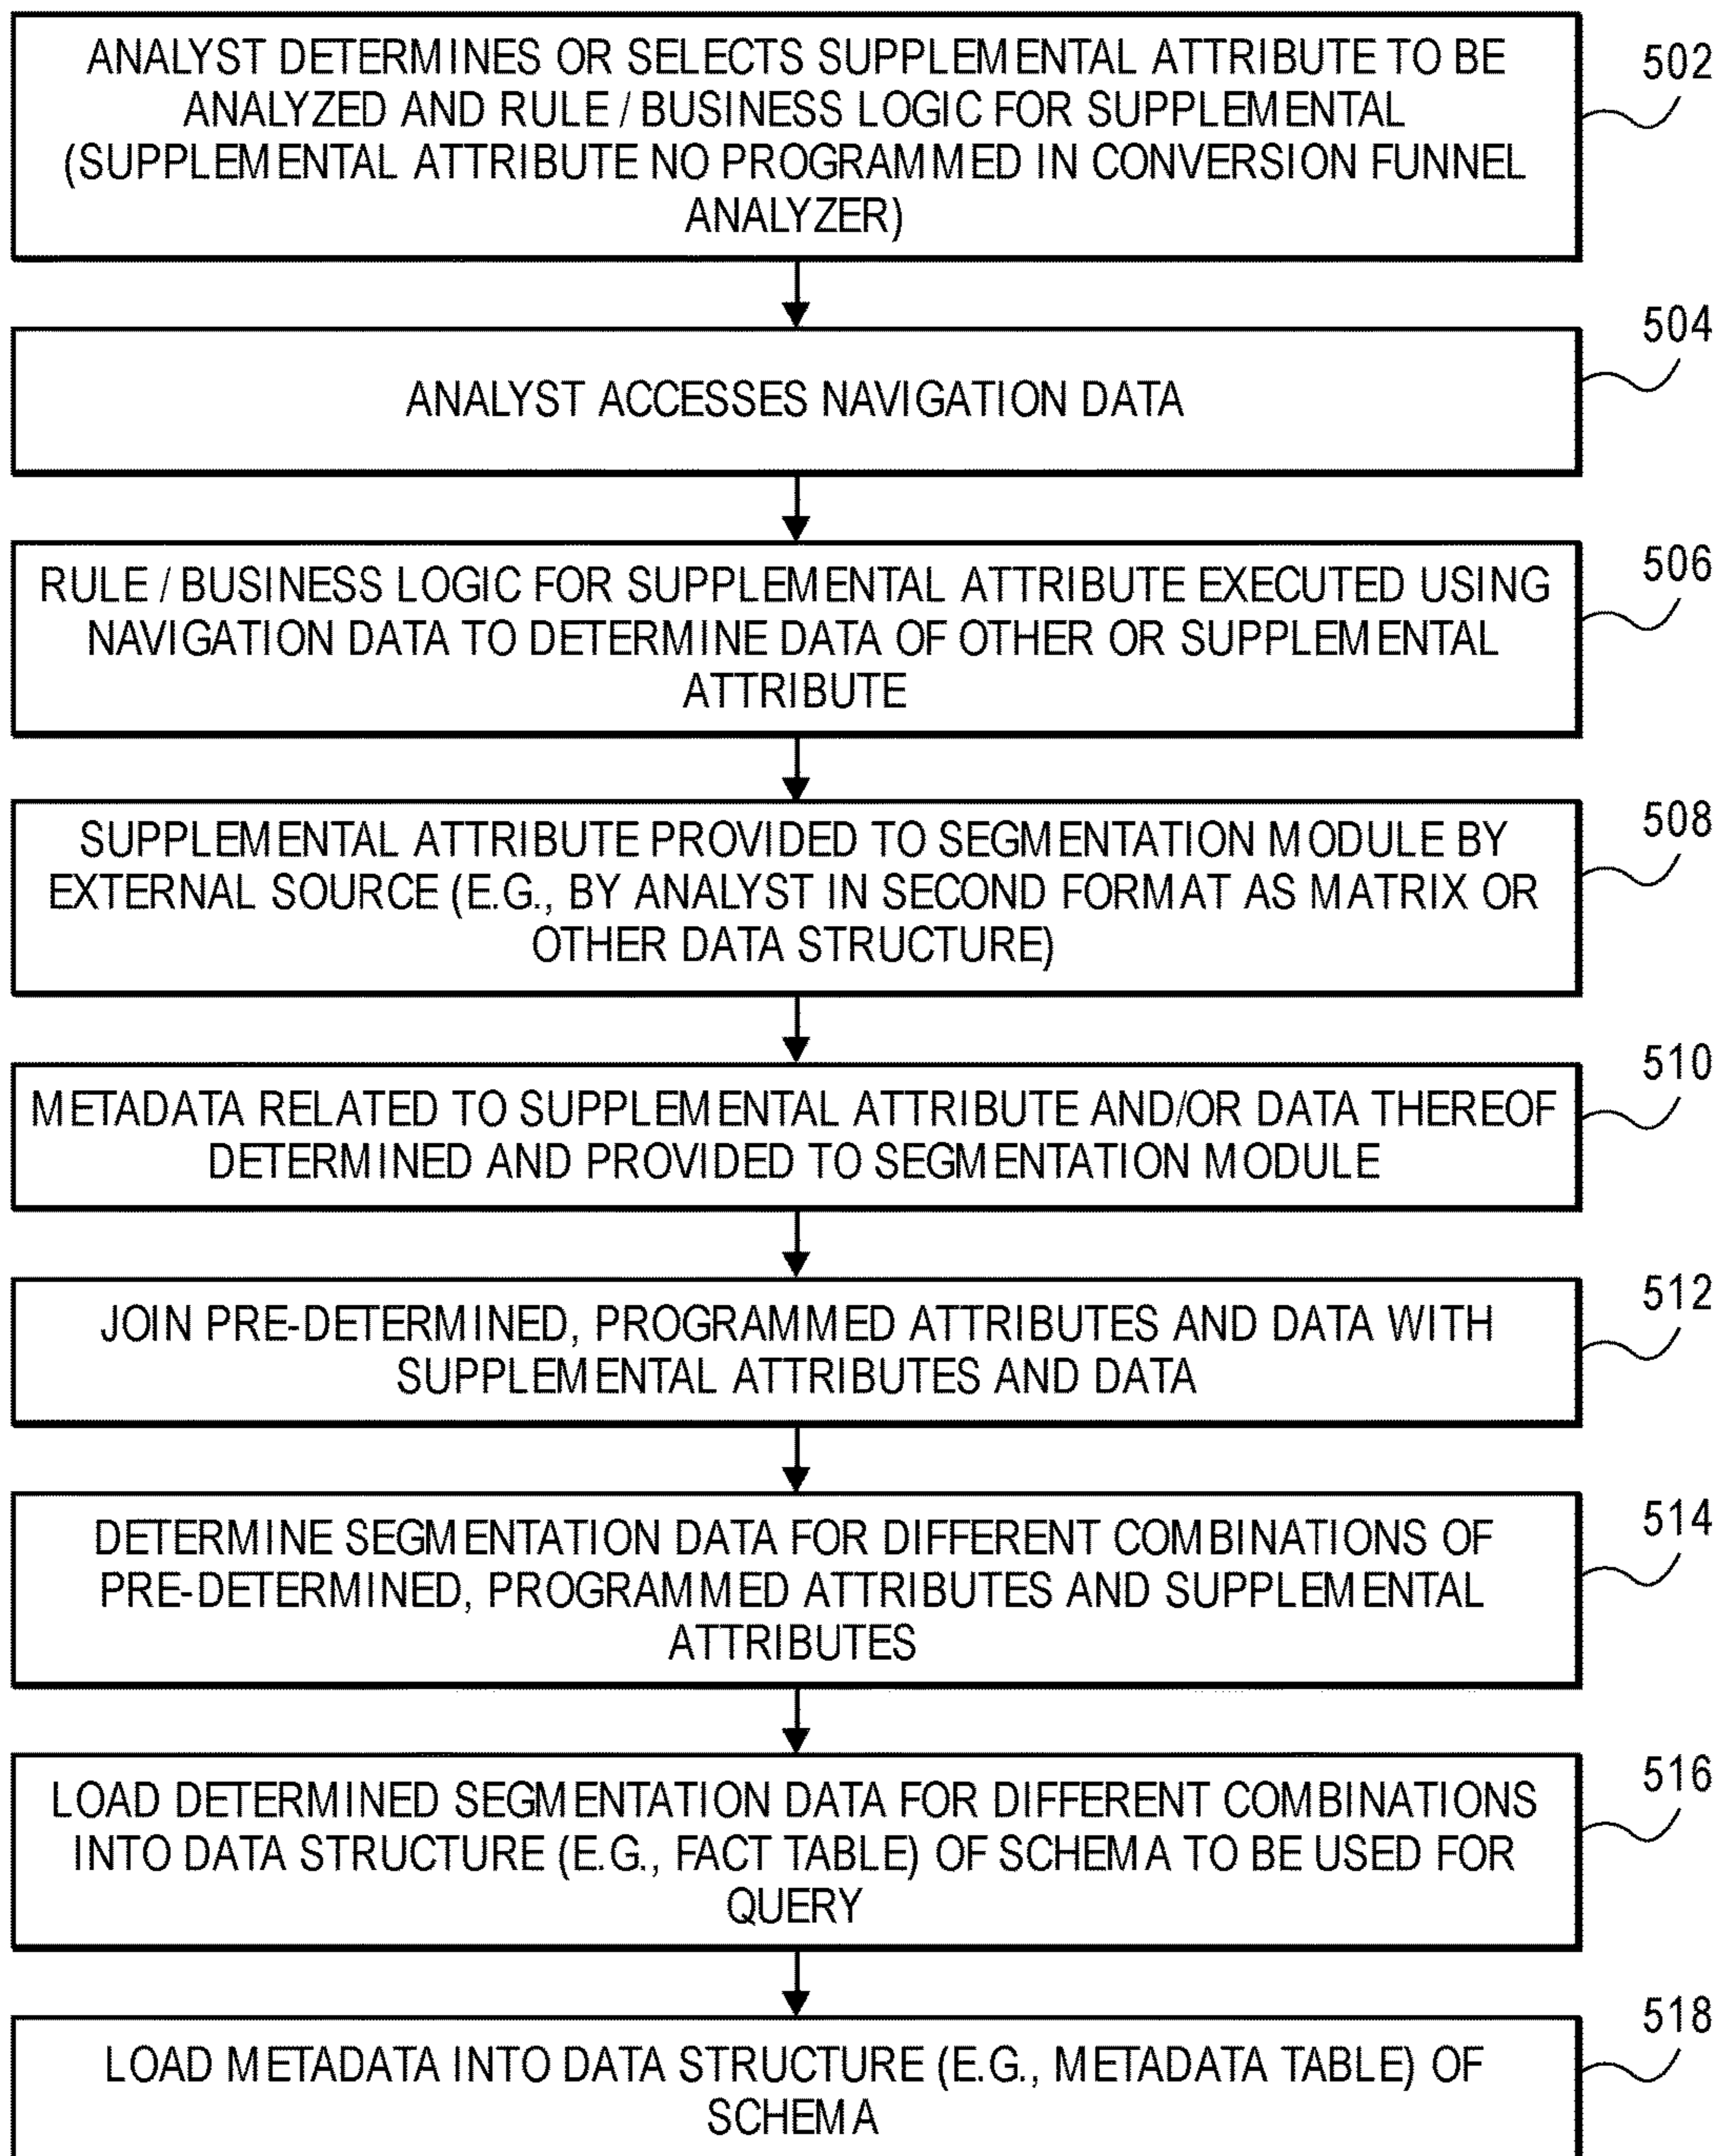 ANALYST DETERMINES OR SELECTS SUPPLEMENTAL ATTRIBUTE TO BE
ANALYZED AND RULE / BUSINESS LOGIC FOR SUPPLEMENTAL
(SUPPLEMENTAL ATTRIBUTE NO PROGRAMMED IN CONVERSION FUNNEL
ANALYZER)
502
ANALYST ACCESSES NAVIGATION DATA
504
RULE / BUSINESS LOGIC FOR SUPPLEMENTAL ATTRIBUTE EXECUTED USING
NAVIGATION DATA TO DETERMINE DATA OF OTHER OR SUPPLEMENTAL
ATTRIBUTE
506
SUPPLEMENTAL ATTRIBUTE PROVIDED TO SEGMENTATION MODULE BY
EXTERNAL SOURCE (E.G., BY ANALYST IN SECOND FORMAT AS MATRIX OR
OTHER DATA STRUCTURE)
508
METADATA RELATED TO SUPPLEMENTAL ATTRIBUTE AND/OR DATA THEREOF
DETERMINED AND PROVIDED TO SEGMENTATION MODULE
510
JOIN PRE-DETERMINED, PROGRAMMED ATTRIBUTES AND DATA WITH
SUPPLEMENTAL ATTRIBUTES AND DATA
512
DETERMINE SEGMENTATION DATA FOR DIFFERENT COMBINATIONS OF
PRE-DETERMINED, PROGRAMMED ATTRIBUTES AND SUPPLEMENTAL
ATTRIBUTES
514
LOAD DETERMINED SEGMENTATION DATA FOR DIFFERENT COMBINATIONS
INTO DATA STRUCTURE (E.G., FACT TABLE) OF SCHEMA TO BE USED FOR
QUERY
516
LOAD METADATA INTO DATA STRUCTURE (E.G., METADATA TABLE) OF
SCHEMA
518